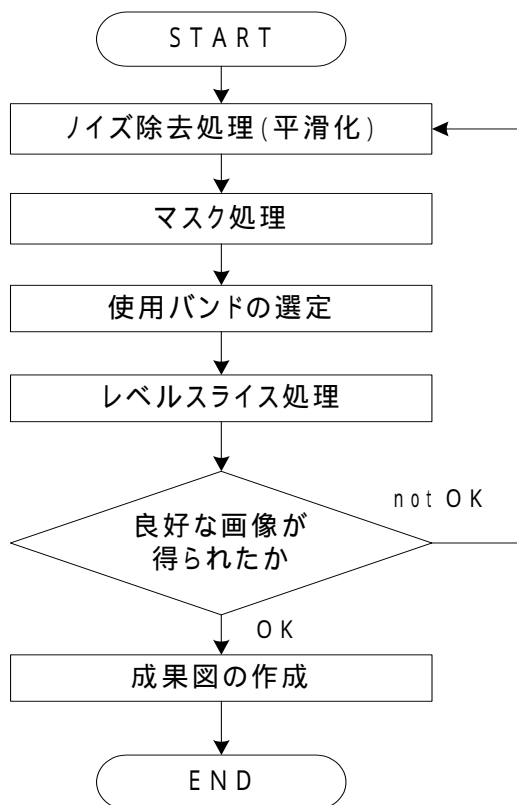 START
ノイズ除去処理(平滑化)
マスク処理
使用バンドの選定
レベルスライス処理
良好な画像が
得られたか
not OK
OK
成果図の作成
END